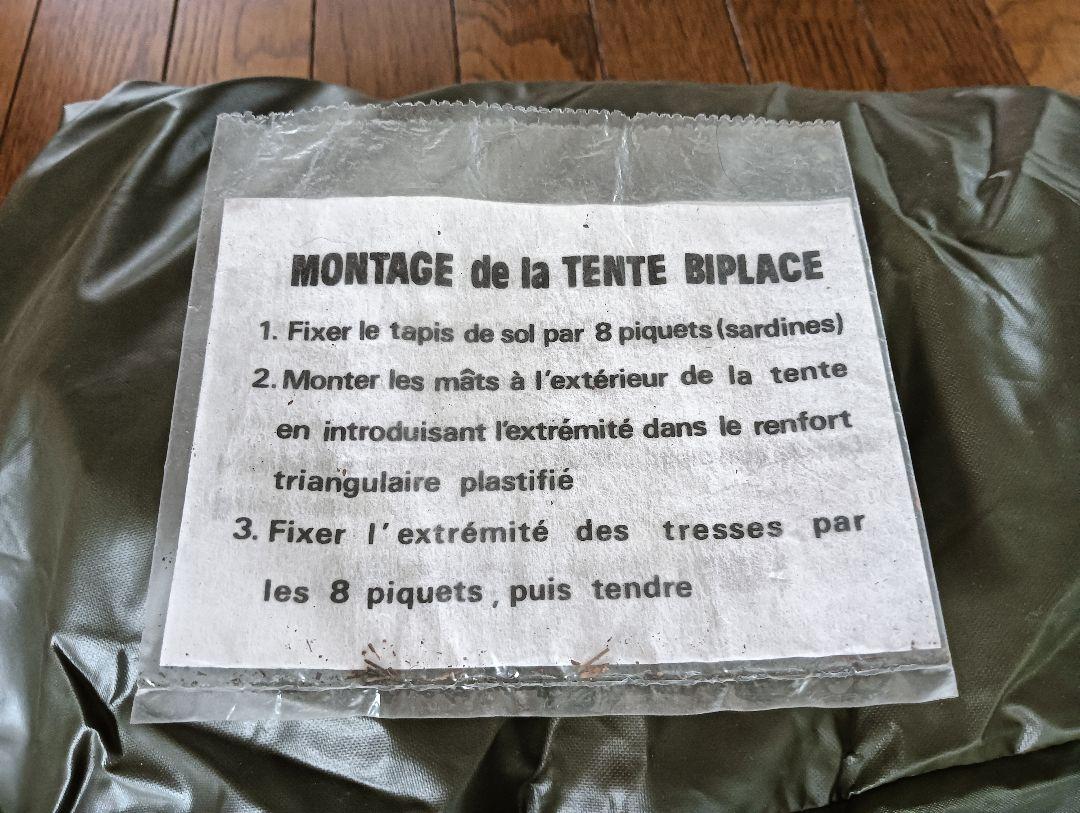 MONTAGE de la TENTE BIPLACE
1. Fixer le tapis de sol par 8 piquets (sardines)
2. Monter les mâts à l'extérieur de la tente
en introduisant l'extrémité dans le renfort
triangulaire plastifié
3. Fixer l'extrémité des tresses par
les 8 piquets, puis tendre